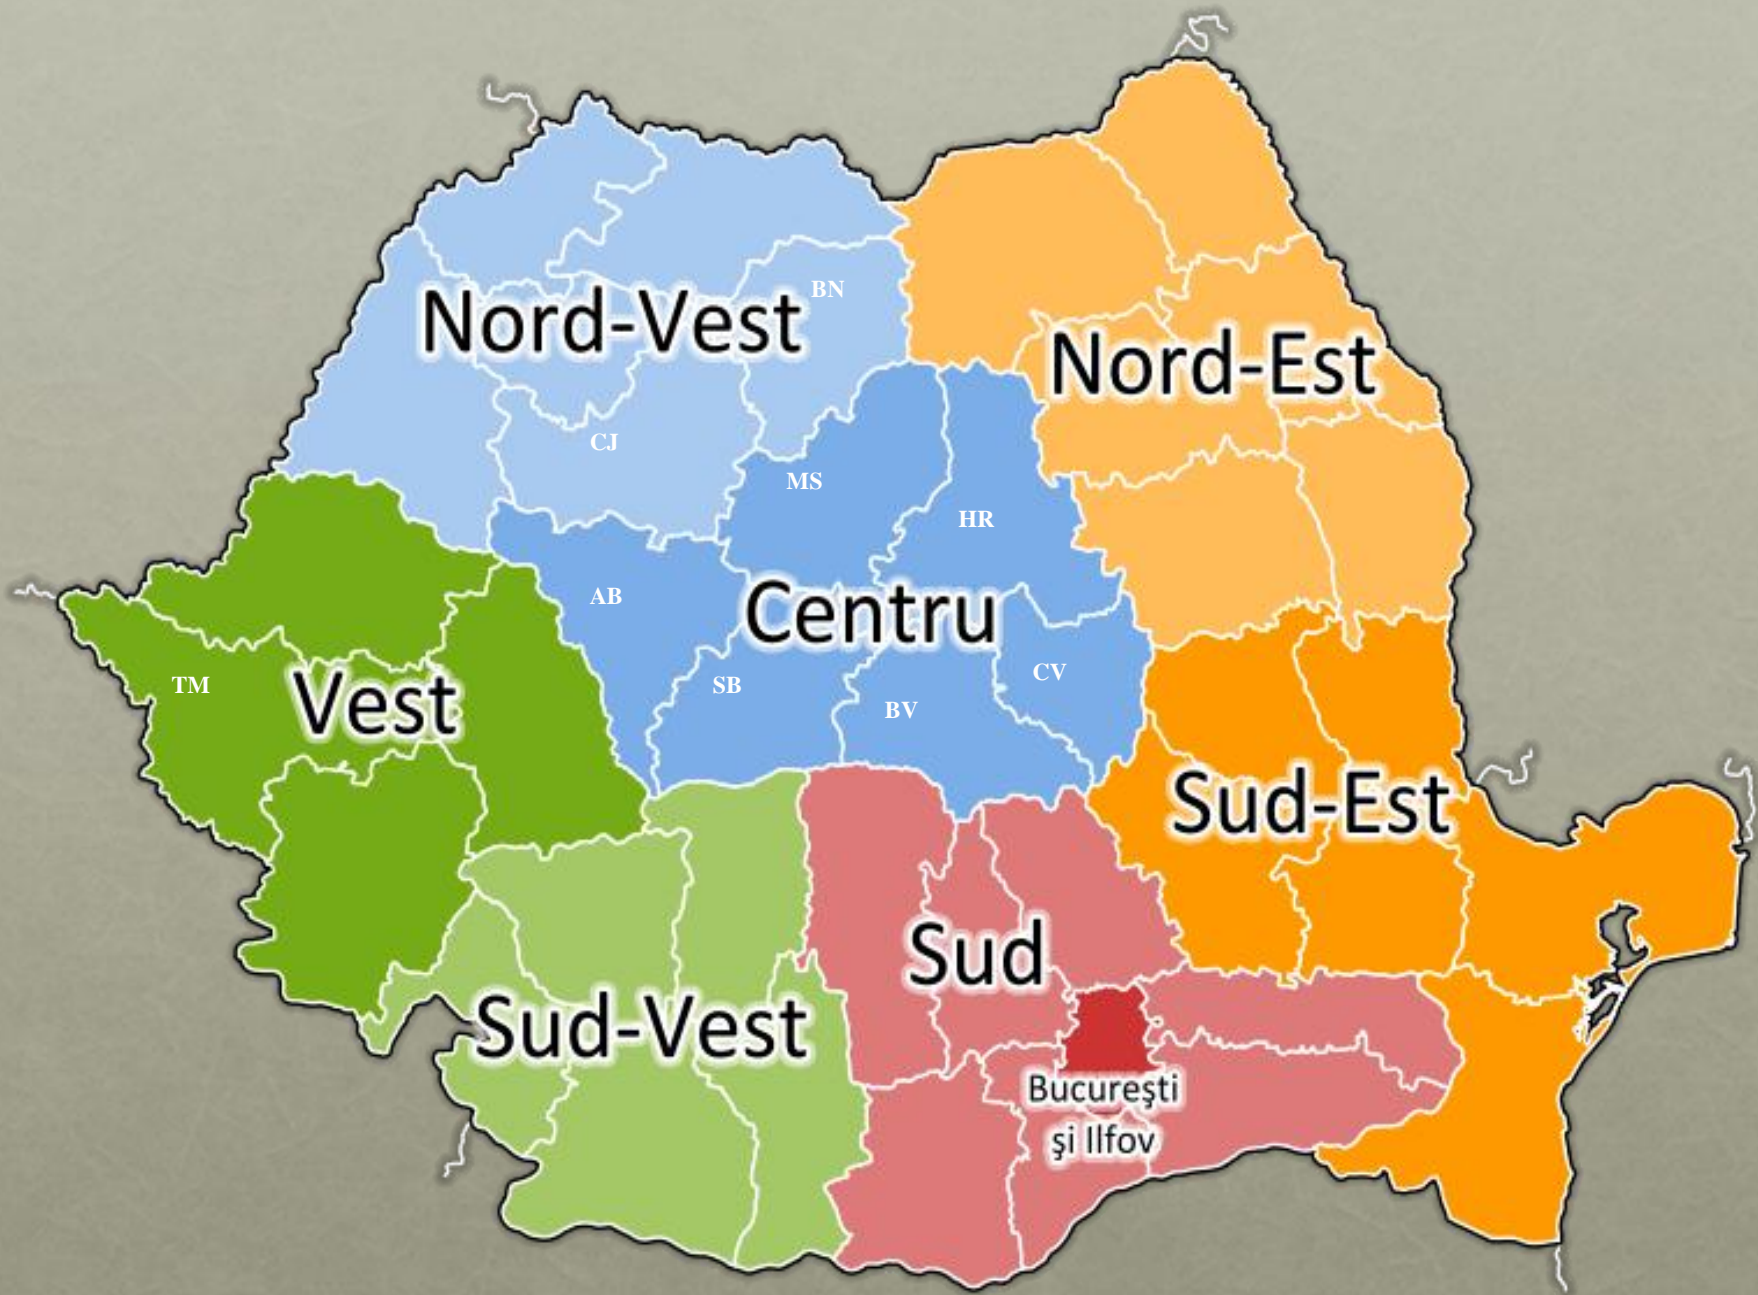 BN
Nord-Vest
Nord-Est
CJ
MS
HR
AB
Centru
CV
TM
SB
Vest
BV
Sud-Est
Sud
Sud-Vest
Bucureşti
şi Ilfov